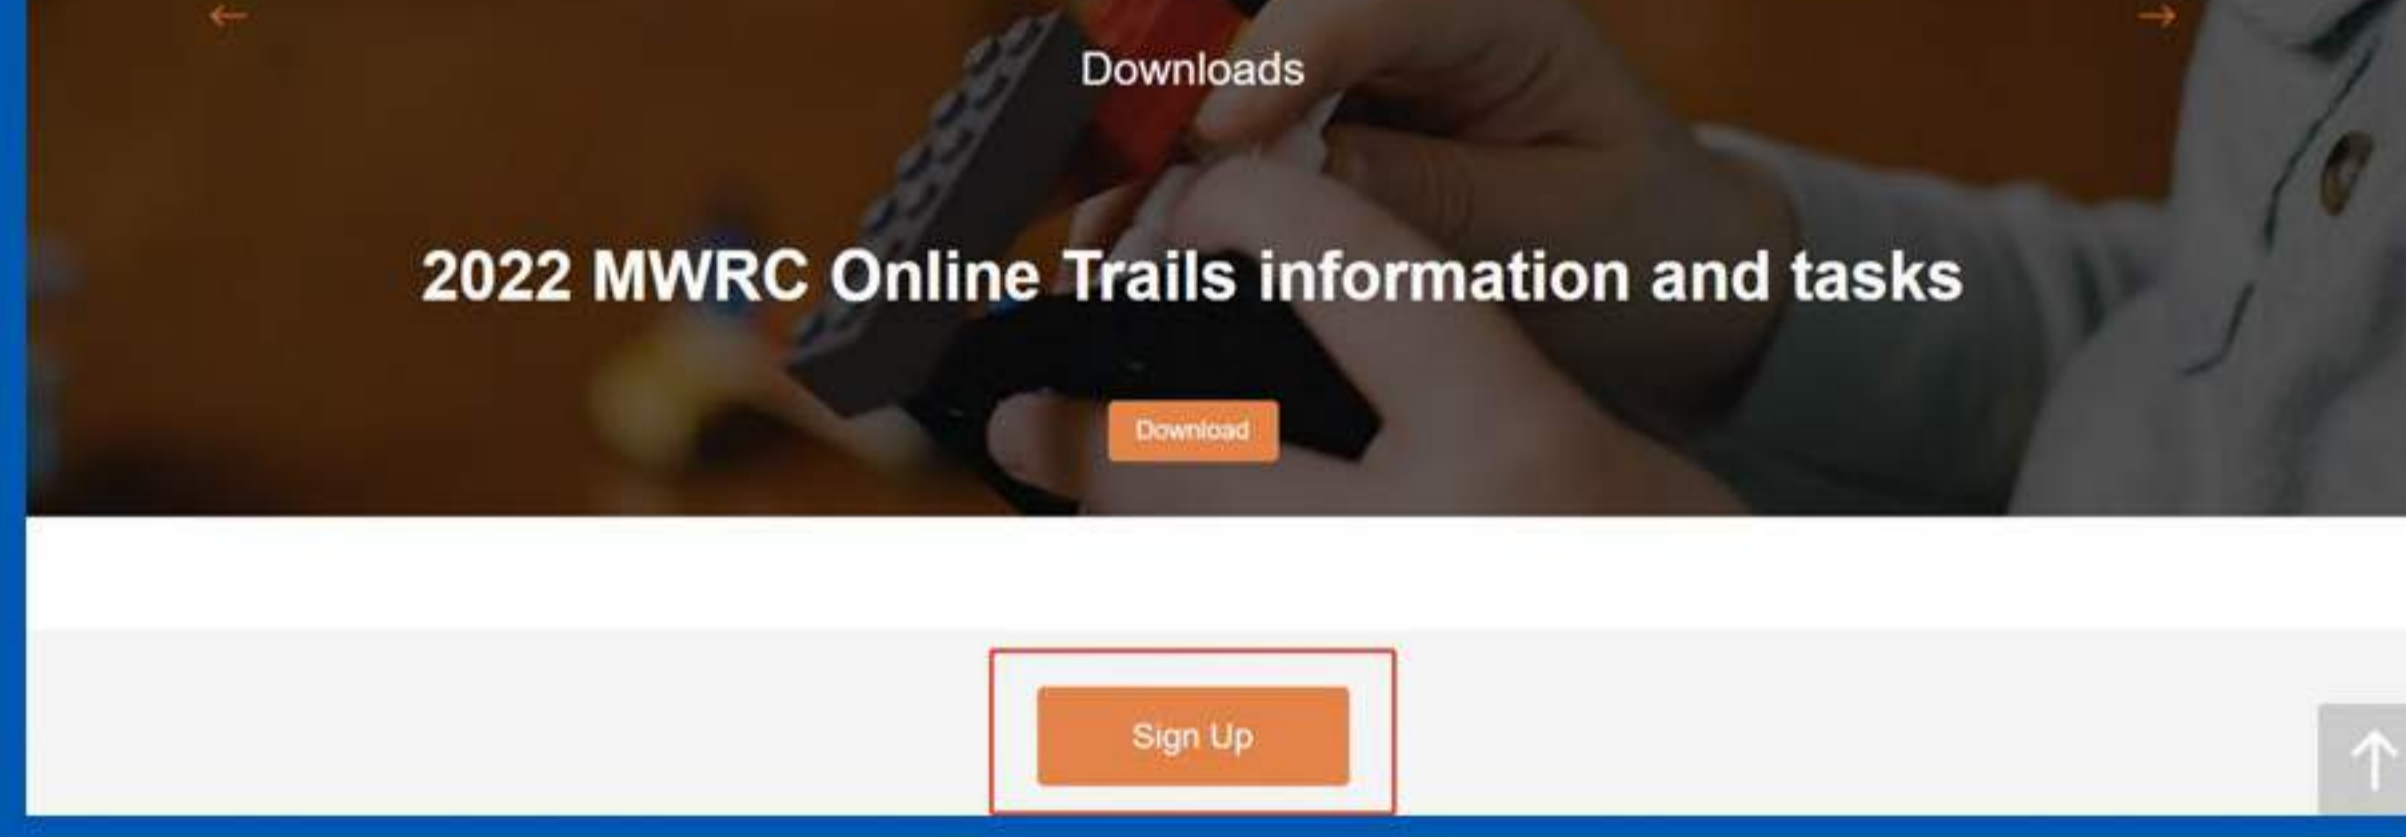 Downloads
2022 MWRC Online Trails information and tasks
Download
Sign Up